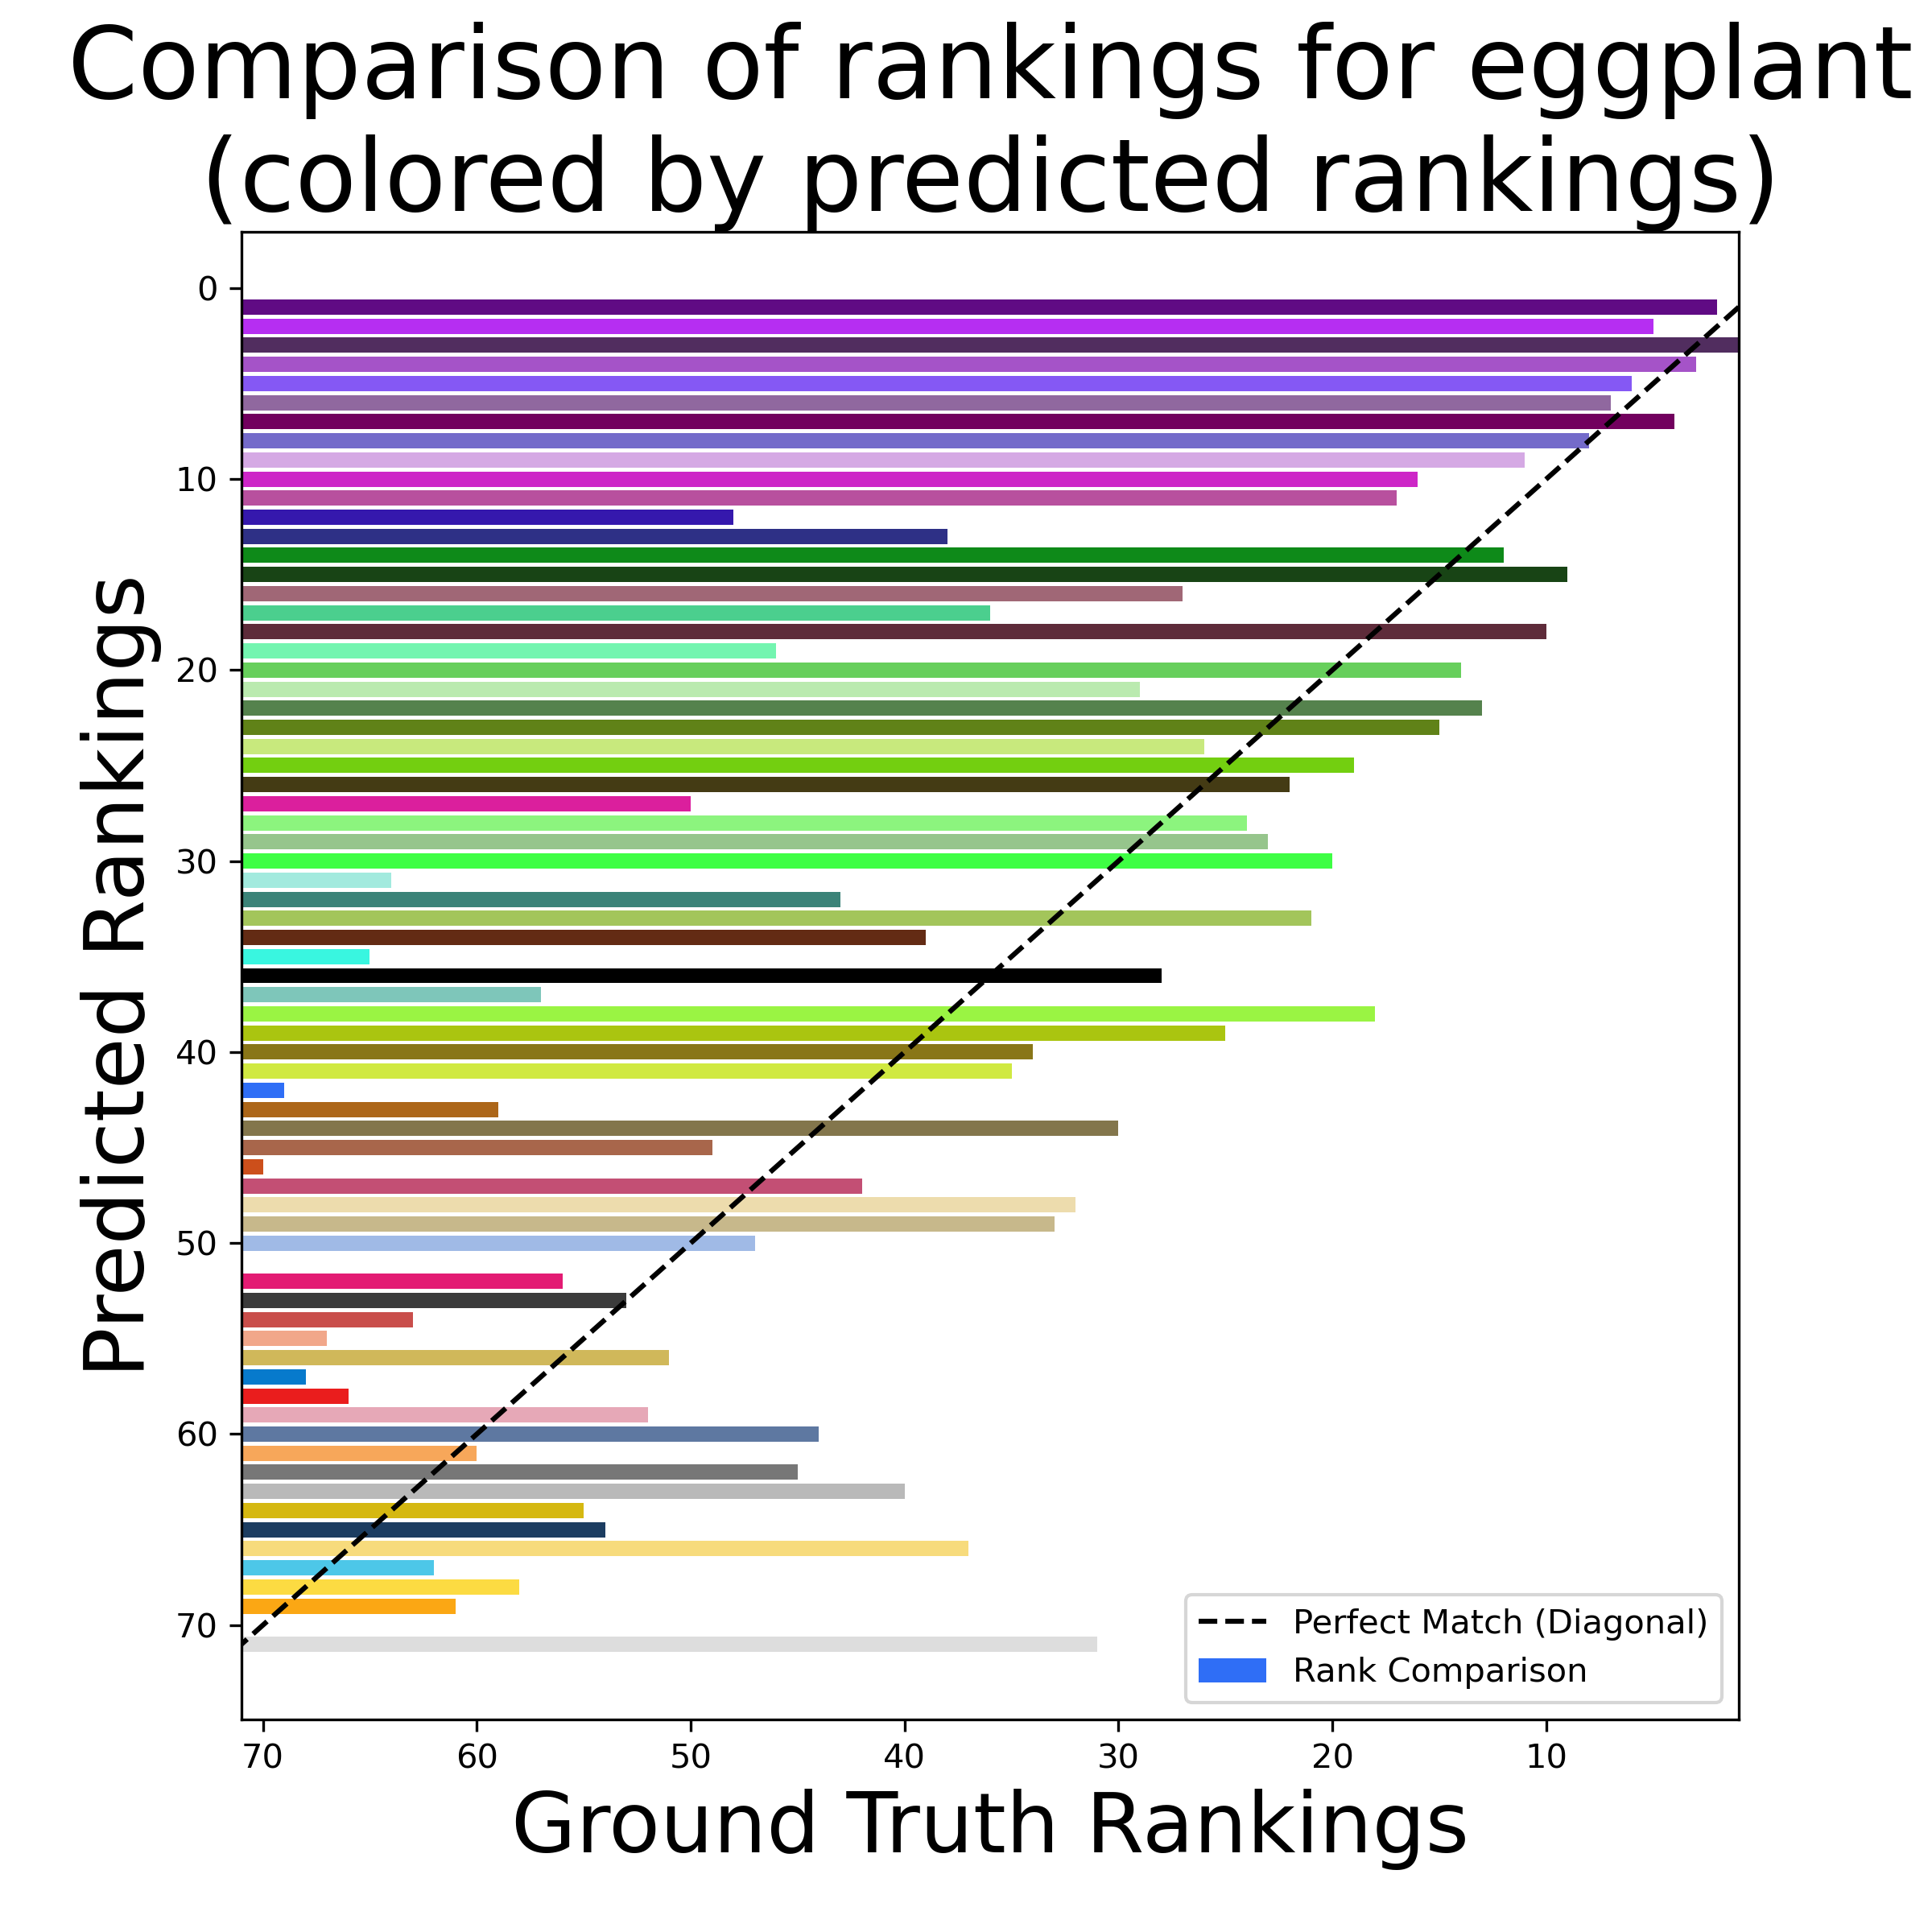 Comparison of rankings for eggplant
(colored by predicted rankings)
Predicted Rankings
0
10
20
30
40
50
60
70
Perfect Match (Diagonal)
Rank Comparison
70 60 50 40 30 20 10
Ground Truth Rankings